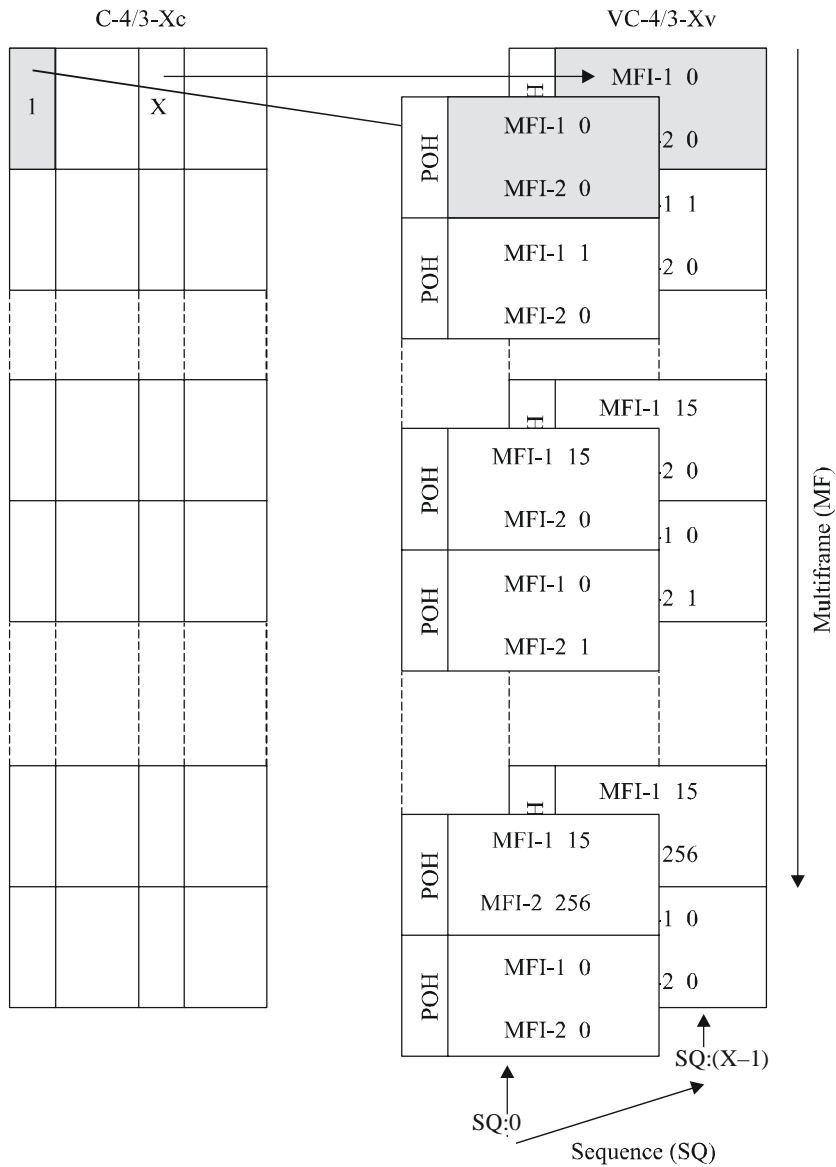 C-4/3-Xc
VC-4/3-Xv
1
X
H
MFI-1 0
-2 0
POH
MFI-1 0
MFI-2 0
-1 1
-2 0
POH
MFI-1 1
MFI-2 0
H
MFI-1 15
-2 0
POH
MFI-1 15
MFI-2 0
-1 0
-2 1
POH
MFI-1 0
MFI-2 1
H
MFI-1 15
256
POH
MFI-1 15
MFI-2 256
-1 0
-2 0
POH
MFI-1 0
MFI-2 0
Multiframe (MF)
SQ:(X–1)
SQ:0
Sequence (SQ)